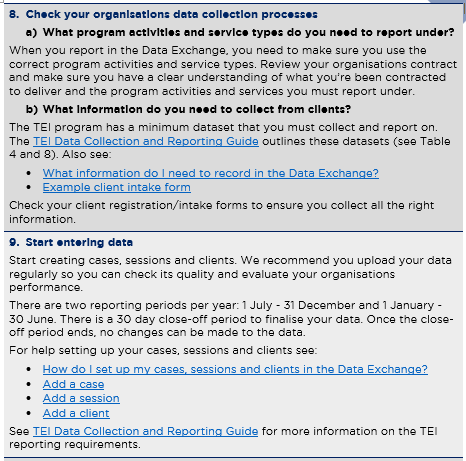 8. Check your organisations data collection processes
a) What program activities and service types do you need to report under?
When you report in the Data Exchange, you need to make sure you use the
correct program activities and service types. Review your organisations contract
and make sure you have a clear understanding of what you're been contracted
to deliver and the program activities and services you must report under.
b) What information do you need to collect from clients?
The TEI program has a minimum dataset that you must collect and report on.
The TEI Data Collection and Reporting Guide outlines these datasets (see Table
4 and 8). Also see:
• What information do I need to record in the Data Exchange?
• Example client intake form
Check your client registration/intake forms to ensure you collect all the right
information.
9. Start entering data
Start creating cases, sessions and clients. We recommend you upload your data
regularly so you can check its quality and evaluate your organisations
performance.
There are two reporting periods per year: 1 July - 31 December and 1 January -
30 June. There is a 30 day close-off period to finalise your data. Once the close-
off period ends, no changes can be made to the data.
For help setting up your cases, sessions and clients see:
• How do I set up my cases, sessions and clients in the Data Exchange?
• Add a case
• Add a session
• Add a client
See TEI Data Collection and Reporting Guide for more information on the TEI
reporting requirements.